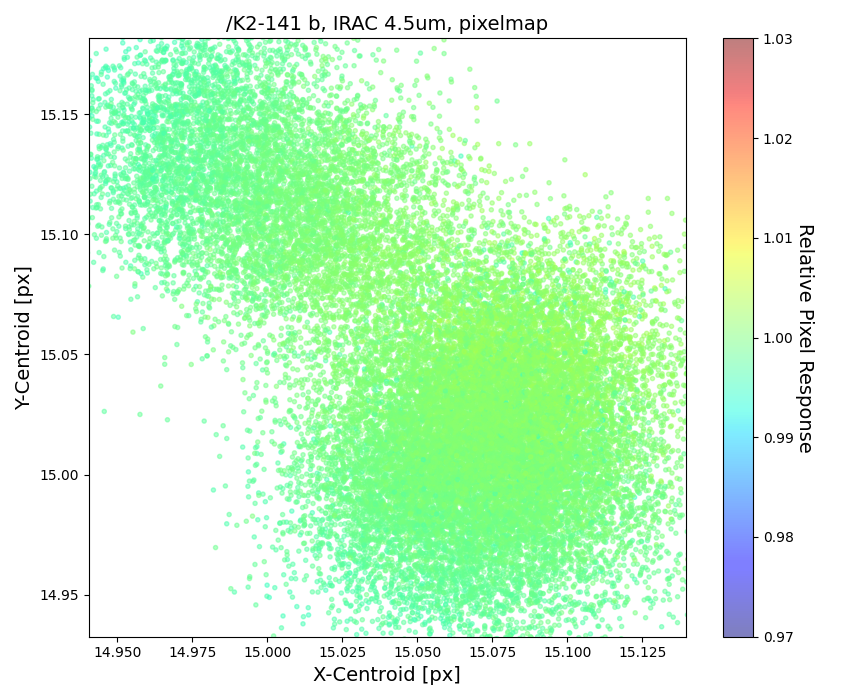 /K2-141 b, IRAC 4.5um, pixelmap
1.03
15.15
1.02
15.10
1.01
Y-Centroid [px]
Relative Pixel Response
15.05
1.00
15.00
0.99
0.98
14.95
0.97
14.950 14.975 15.000 15.025 15.050 15.075 15.100 15.125
X-Centroid [px]